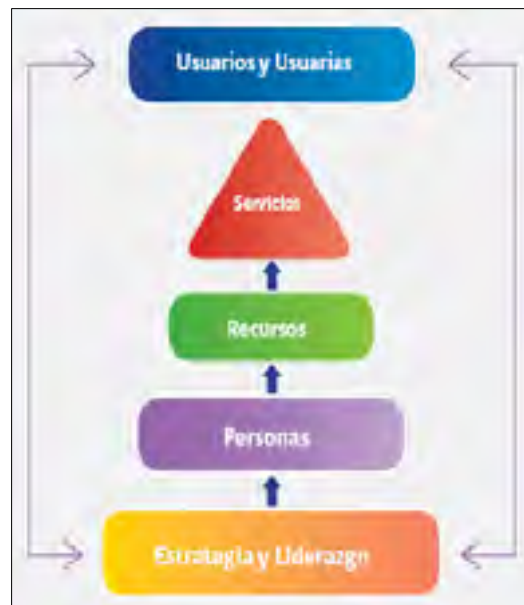 Usuarios y Usuarias
Servicios
Recursos
Personas
Estrategia y Liderazgo